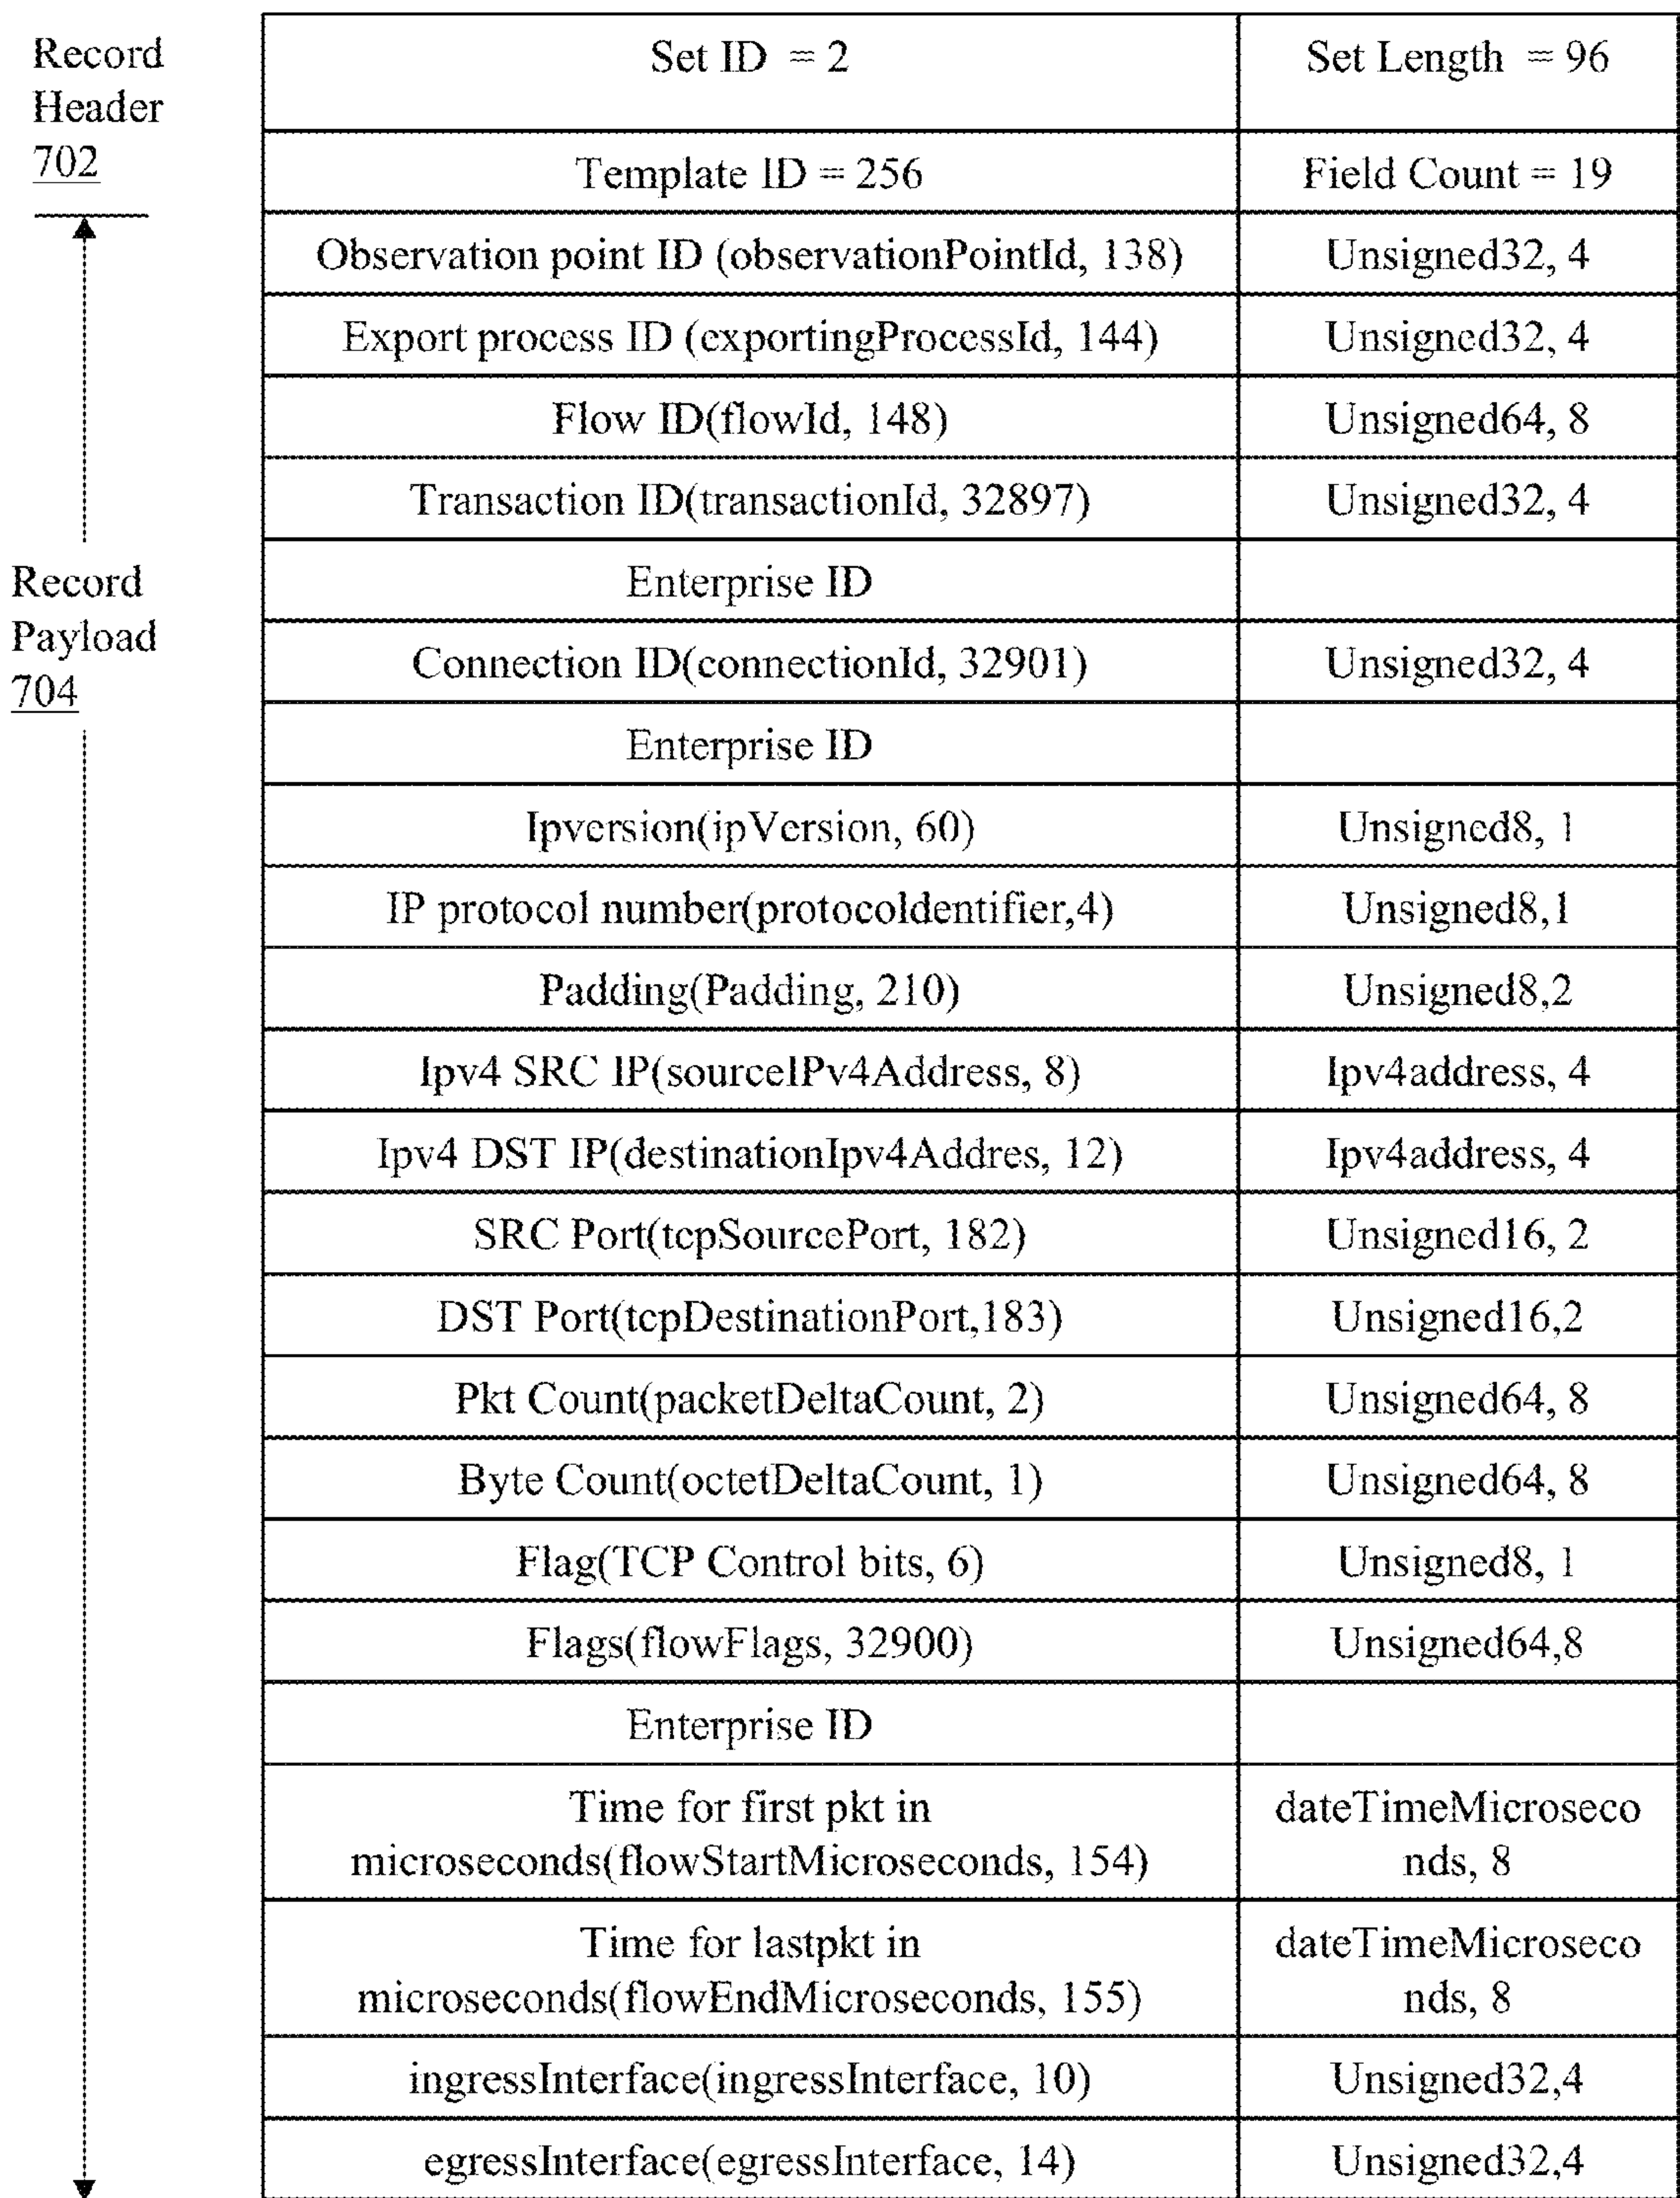 Record
Header
702
Record
Payload
704
Set ID = 2 Set Length = 96
Template ID = 256 Field Count = 19
Observation point ID (observationPointId, 138) Unsigned32, 4
Export process ID (exportingProcessId, 144) Unsigned32, 4
Flow ID(flowId, 148) Unsigned64, 8
Transaction ID(transactionId, 32897) Unsigned32, 4
Enterprise ID
Connection ID(connectionId, 32901) Unsigned32, 4
Enterprise ID
Ipversion(ipVersion, 60) Unsigned8, 1
IP protocol number(protocoldentifier,4) Unsigned8,1
Padding(Padding, 210) Unsigned8,2
Ipv4 SRC IP(sourceIPv4Address, 8) Ipv4address, 4
Ipv4 DST IP(destinationIpv4Addres, 12) Ipv4address, 4
SRC Port(tcpSourcePort, 182) Unsigned16, 2
DST Port(tcpDestinationPort,183) Unsigned16,2
Pkt Count(packetDeltaCount, 2) Unsigned64, 8
Byte Count(octetDeltaCount, 1) Unsigned64, 8
Flag(TCP Control bits, 6) Unsigned8, 1
Flags(flowFlags, 32900) Unsigned64,8
Enterprise ID
Time for first pkt in dateTimeMicroseco
microseconds(flowStartMicroseconds, 154) nds, 8
Time for lastpkt in dateTimeMicroseco
microseconds(flowEndMicroseconds, 155) nds, 8
ingressInterface(ingressInterface, 10) Unsigned32,4
egressInterface(egressInterface, 14) Unsigned32,4